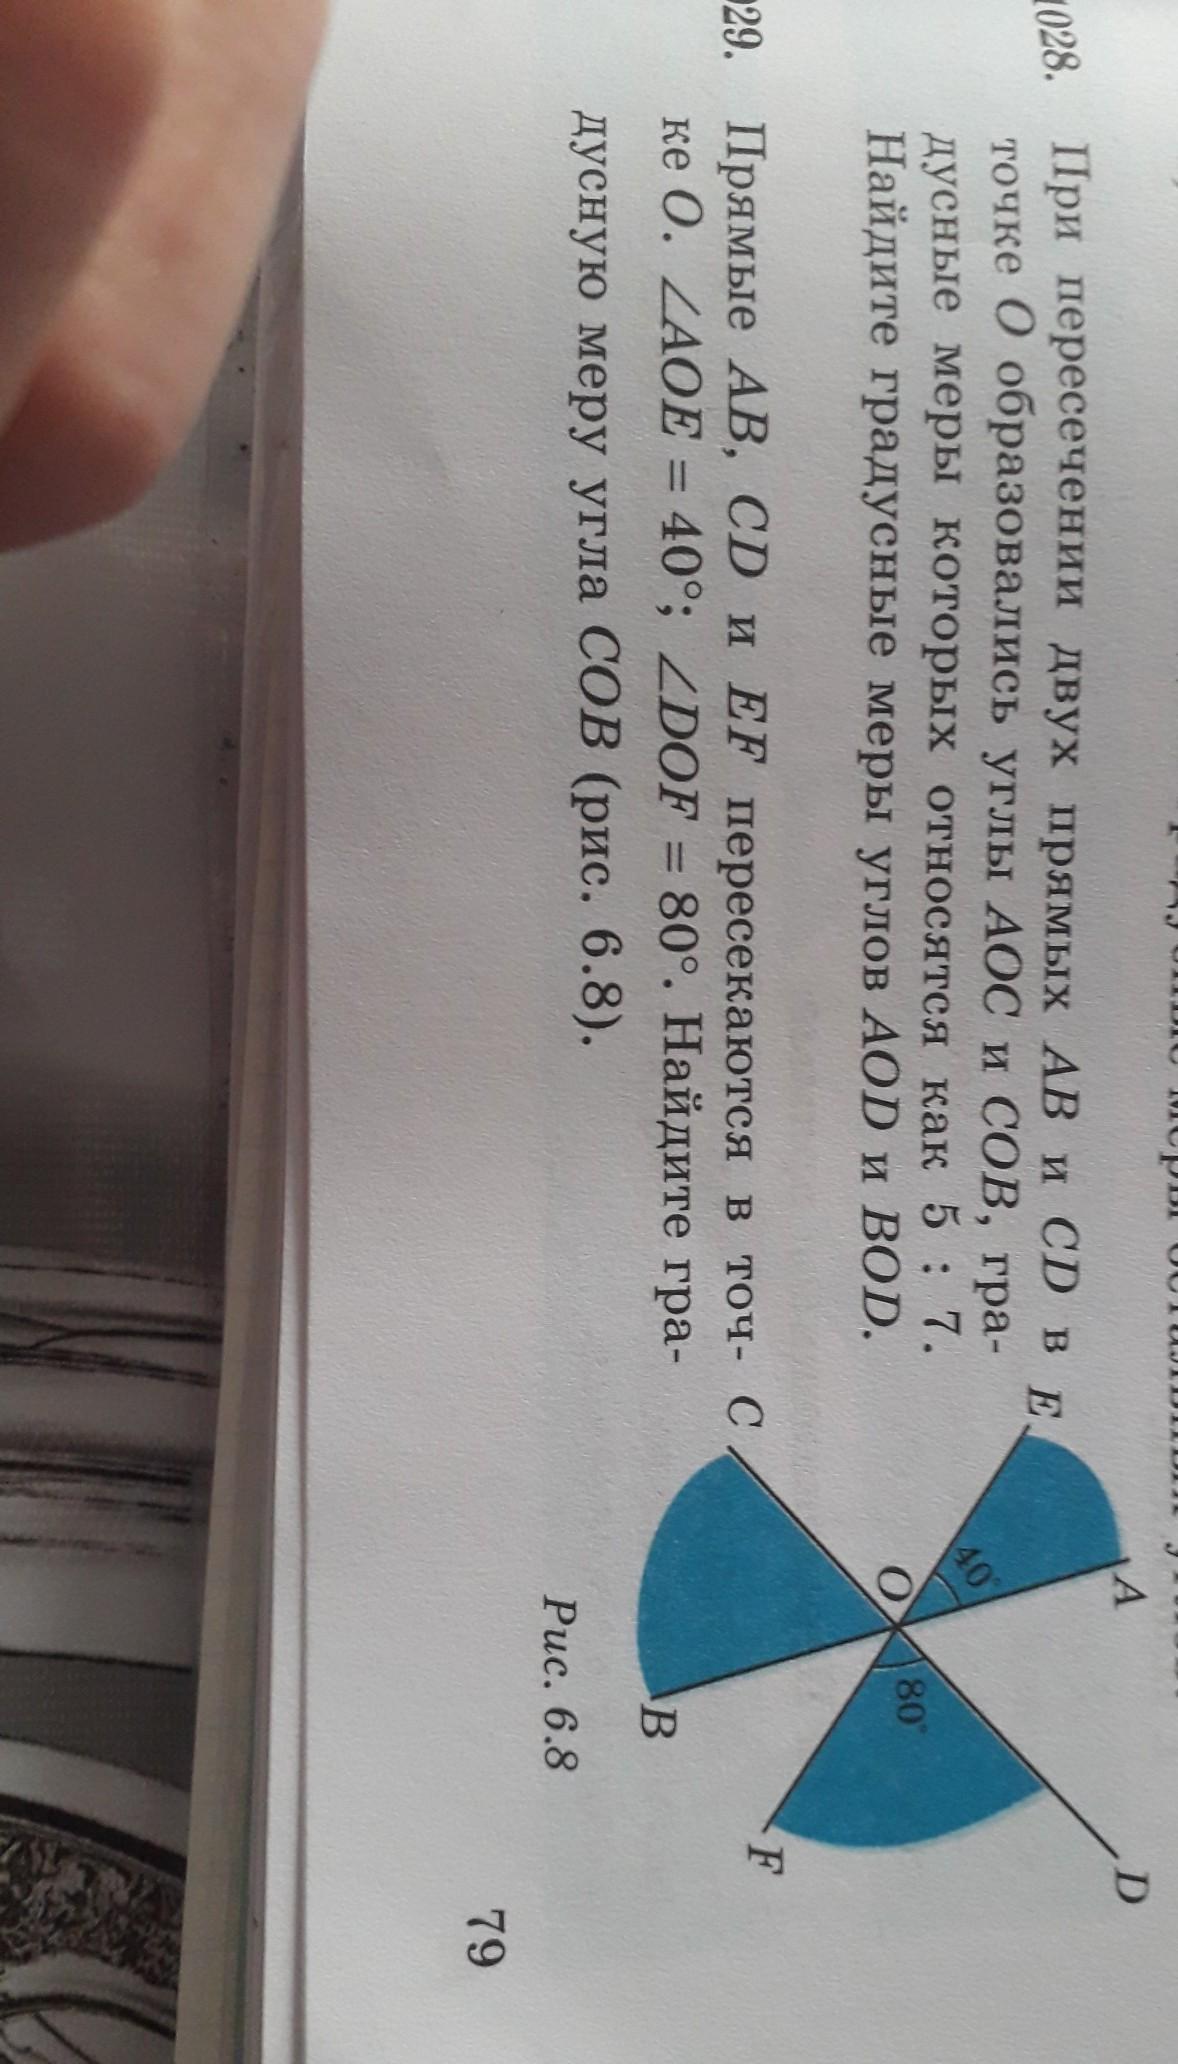 1028. При пересечении двух прямых AB и CD в
точке O образовались углы AOC и COB, гра-
дусные меры которых относятся как 5 : 7.
Найдите градусные меры углов AOD и BOD.
029. Прямые AB, CD и EF пересекаются в точ-
ке O. ∠AOE = 40°; ∠DOF = 80°. Найдите гра-
дусную меру угла COB (рис. 6.8).
A
D
E
40°
80°
O
C
F
B
Рис. 6.8
79